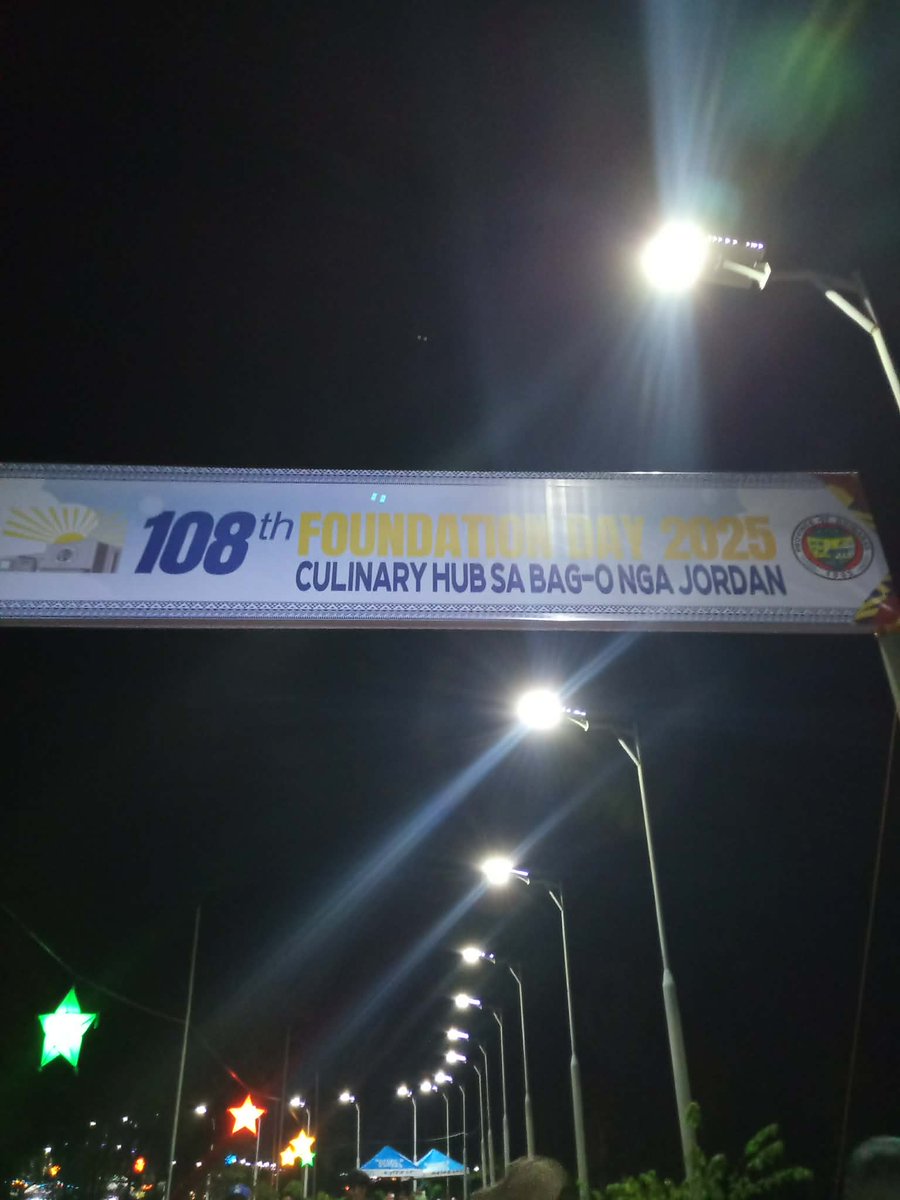 108th FOUNDATION DAY 2025
CULINARY HUB SA BAG-O NGA JORDAN